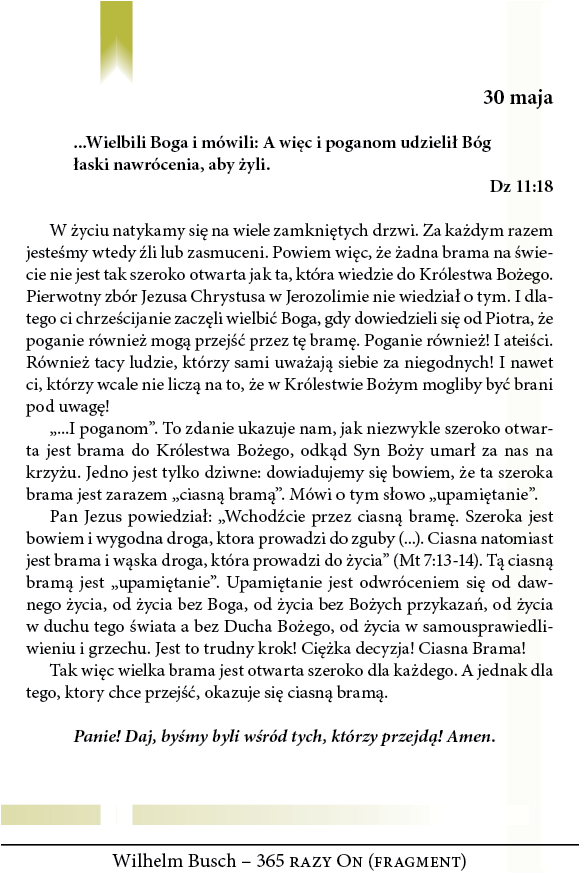 30 maja
...Wielbili Boga i mówili: A więc i poganom udzielił Bóg
łaski nawrócenia, aby żyli.
Dz 11:18
W życiu natykamy się na wiele zamkniętych drzwi. Za każdym razem
jesteśmy wtedy źli lub zasmuceni. Powiem więc, że żadna brama na świe-
cie nie jest tak szeroko otwarta jak ta, która wiedzie do Królestwa Bożego.
Pierwotny zbór Jezusa Chrystusa w Jerozolimie nie wiedział o tym. I dla-
tego ci chrześcijanie zaczęli wielbić Boga, gdy dowiedzieli się od Piotra, że
poganie również mogą przejść przez tę bramę. Poganie również! I ateiści.
Również tacy ludzie, którzy sami uważają siebie za niegodnych! I nawet
ci, którzy wcale nie liczą na to, że w Królestwie Bożym mogliby być brani
pod uwagę!
„...I poganom”. To zdanie ukazuje nam, jak niezwykle szeroko otwar-
ta jest brama do Królestwa Bożego, odkąd Syn Boży umarł za nas na
krzyżu. Jedno jest tylko dziwne: dowiadujemy się bowiem, że ta szeroka
brama jest zarazem „ciasną bramą”. Mówi o tym słowo „upamiętanie”.
Pan Jezus powiedział: „Wchodźcie przez ciasną bramę. Szeroka jest
bowiem i wygodna droga, ktora prowadzi do zguby (...). Ciasna natomiast
jest brama i wąska droga, która prowadzi do życia” (Mt 7:13-14). Tą ciasną
bramą jest „upamiętanie”. Upamiętanie jest odwróceniem się od daw-
nego życia, od życia bez Boga, od życia bez Bożych przykazań, od życia
w duchu tego świata a bez Ducha Bożego, od życia w samousprawiedli-
wieniu i grzechu. Jest to trudny krok! Ciężka decyzja! Ciasna Brama!
Tak więc wielka brama jest otwarta szeroko dla każdego. A jednak dla
tego, ktory chce przejść, okazuje się ciasną bramą.
Panie! Daj, byśmy byli wśród tych, którzy przejdą! Amen.
Wilhelm Busch – 365 razy On (fragment)